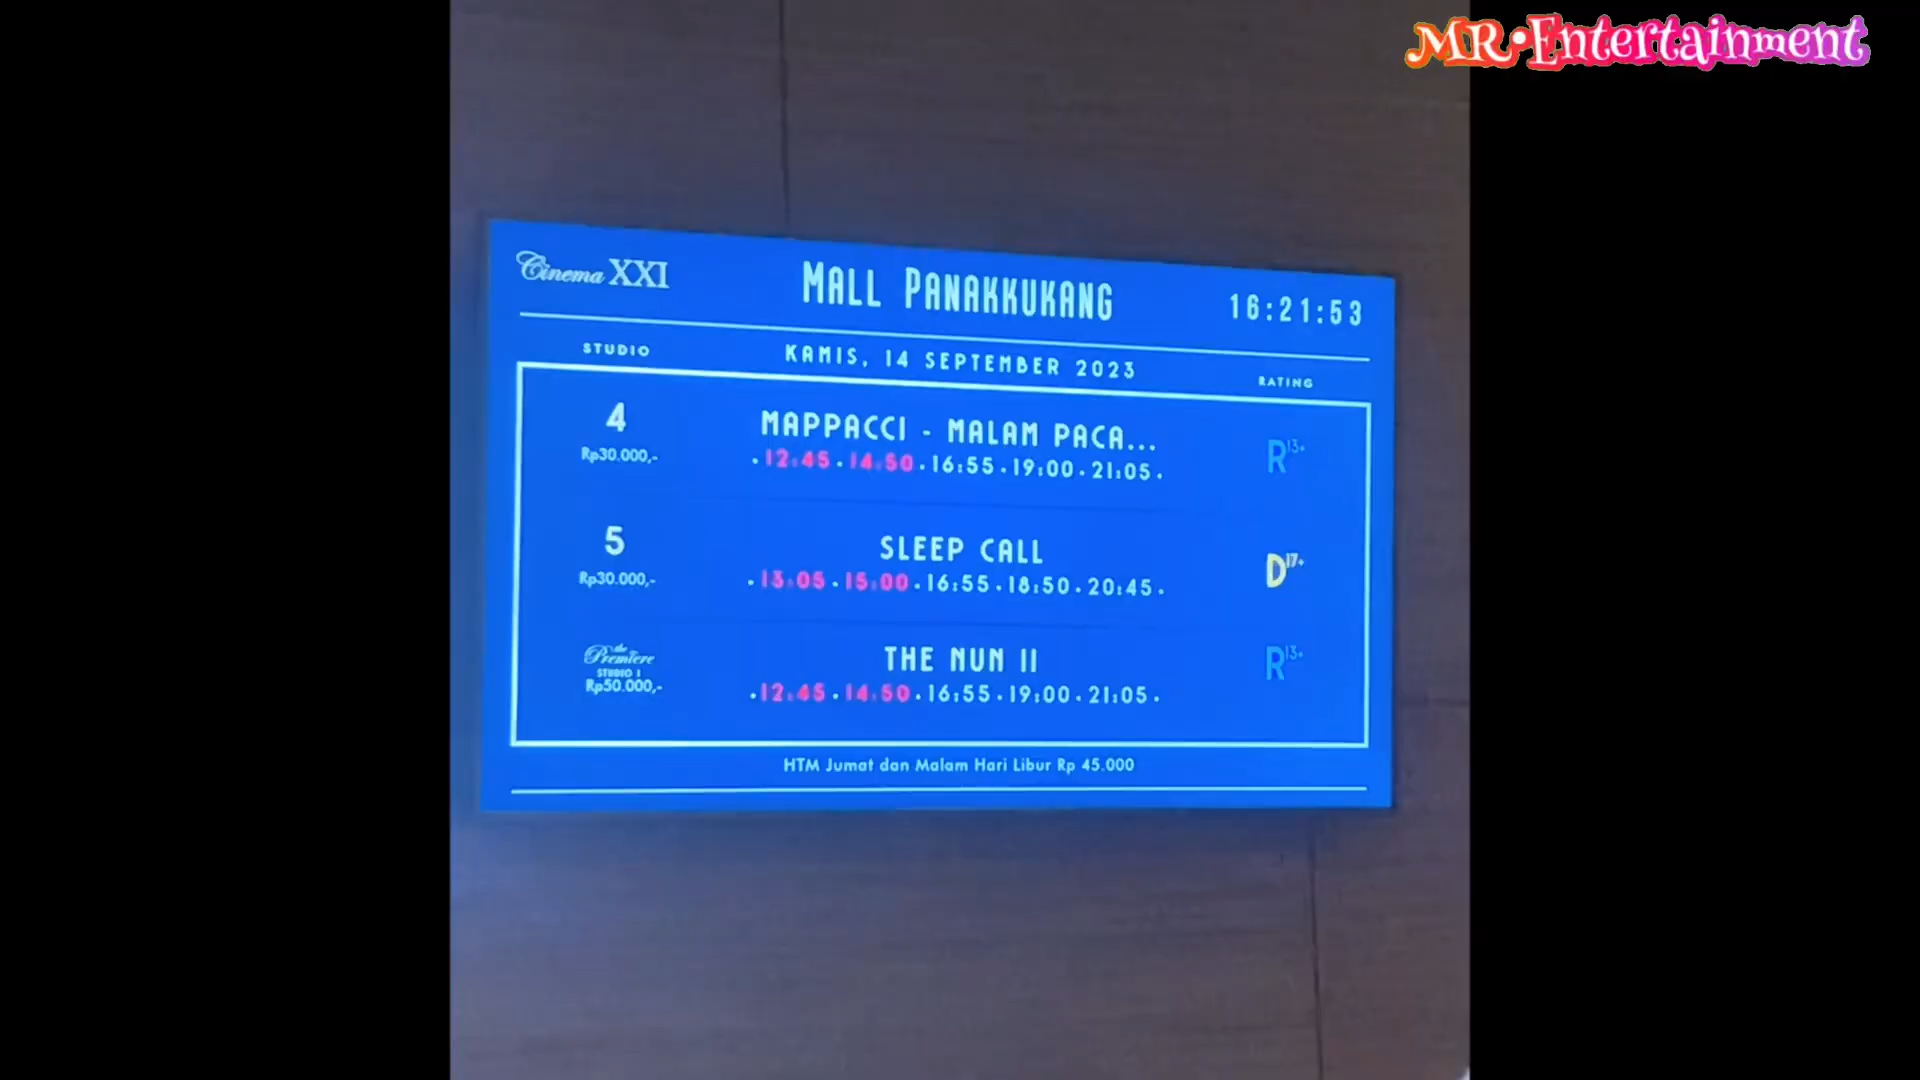 MR•Entertainment
Cinema XXI
MALL PANAKKUKANG
16:21:53
STUDIO
KAMIS, 14 SEPTEMBER 2023
RATING
4
Rp30.000,-
MAPPACCI - MALAM PACA...
• 12:45 • 14:50 • 16:55 • 19:00 • 21:05 •
R13+
5
Rp30.000,-
SLEEP CALL
• 13:05 • 15:00 • 16:55 • 18:50 • 20:45 •
D17+
the Premiere
STUDIO 1
Rp50.000,-
THE NUN II
• 12:45 • 14:50 • 16:55 • 19:00 • 21:05 •
R13+
HTM Jumat dan Malam Hari Libur Rp 45.000